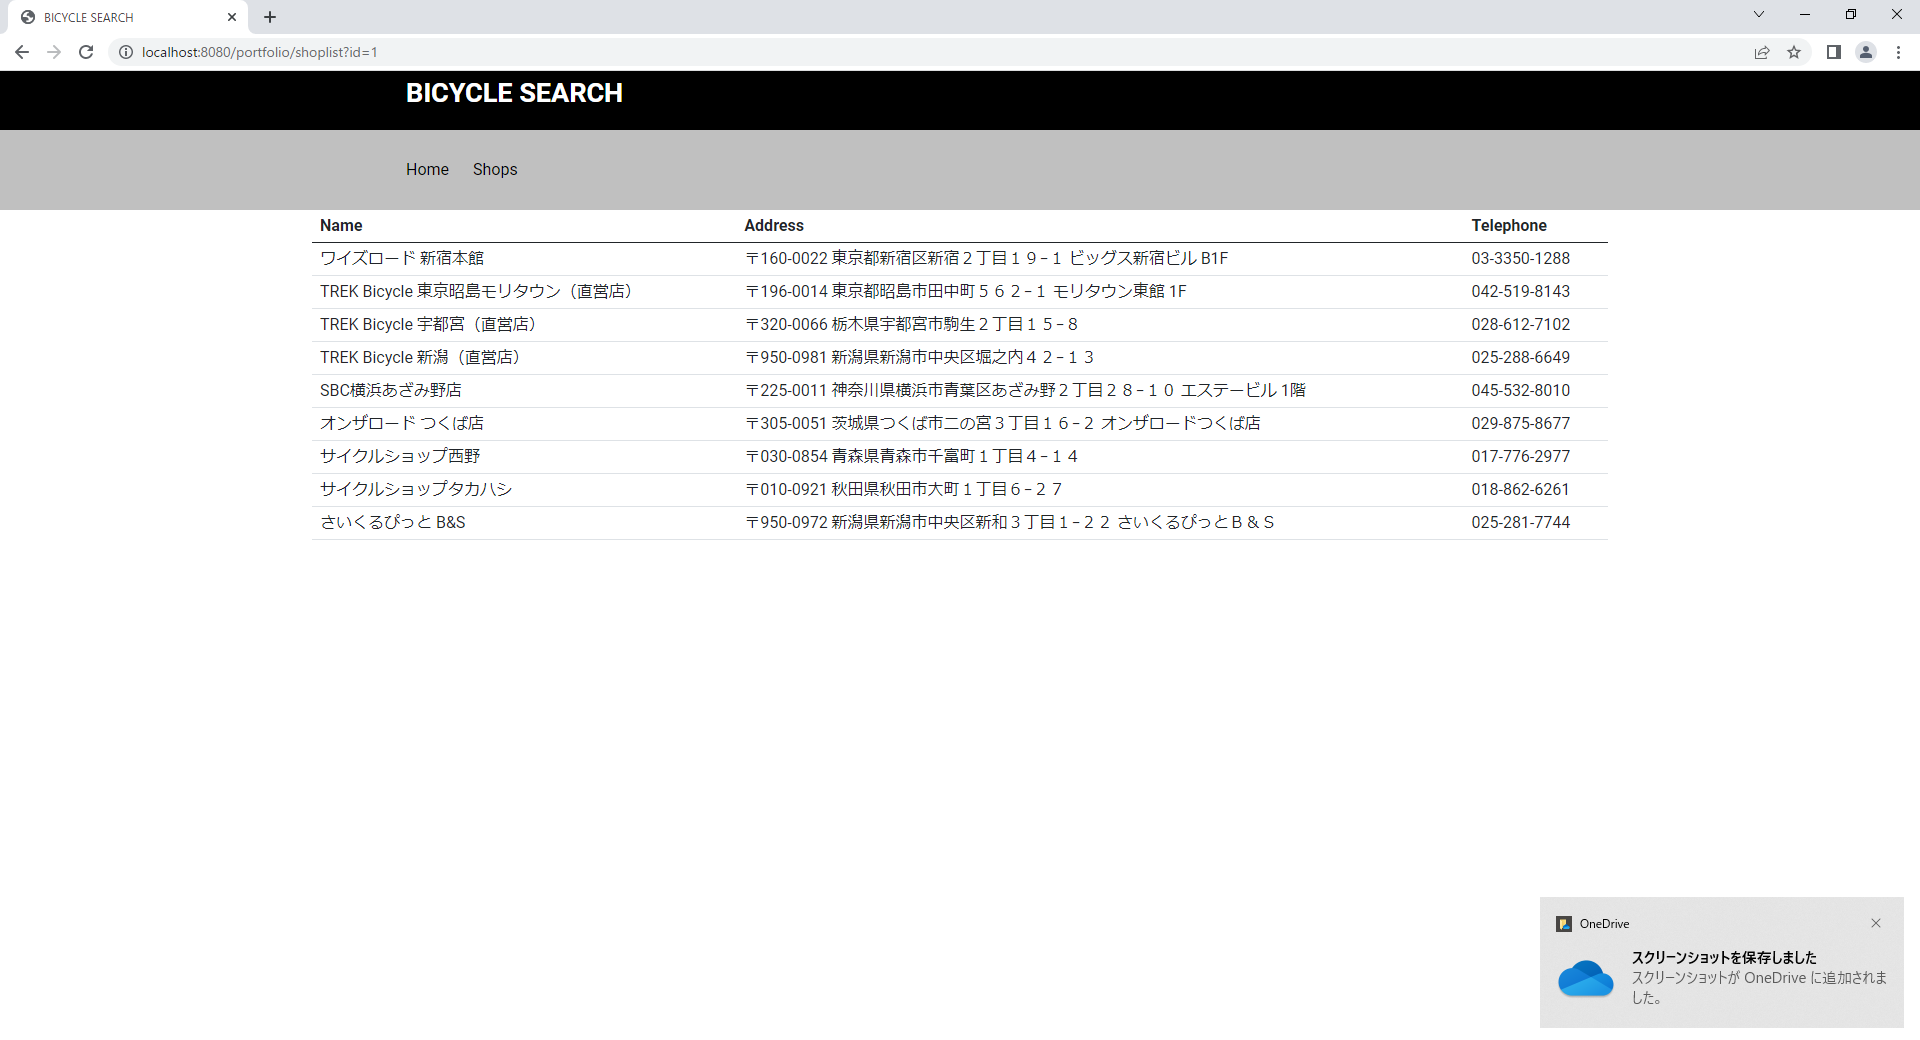 BICYCLE SEARCH
localhost:8080/portfolio/shoplist?id=1
BICYCLE SEARCH
Home Shops
Name Address Telephone
ワイズロード 新宿本館 〒160-0022 東京都新宿区新宿２丁目１９−１ ビッグス新宿ビル B1F 03-3350-1288
TREK Bicycle 東京昭島モリタウン（直営店） 〒196-0014 東京都昭島市田中町５６２−１ モリタウン東館 1F 042-519-8143
TREK Bicycle 宇都宮（直営店） 〒320-0066 栃木県宇都宮市駒生２丁目１５−８ 028-612-7102
TREK Bicycle 新潟（直営店） 〒950-0981 新潟県新潟市中央区堀之内４２−１３ 025-288-6649
SBC横浜あざみ野店 〒225-0011 神奈川県横浜市青葉区あざみ野２丁目２８−１０ エステービル 1階 045-532-8010
オンザロード つくば店 〒305-0051 茨城県つくば市二の宮３丁目１６−２ オンザロードつくば店 029-875-8677
サイクルショップ西野 〒030-0854 青森県青森市千富町１丁目４−１４ 017-776-2977
サイクルショップタカハシ 〒010-0921 秋田県秋田市大町１丁目６−２７ 018-862-6261
さいくるぴっと B&S 〒950-0972 新潟県新潟市中央区新和３丁目１−２２ さいくるぴっとＢ＆Ｓ 025-281-7744
OneDrive
スクリーンショットを保存しました
スクリーンショットが OneDrive に追加されま
した。